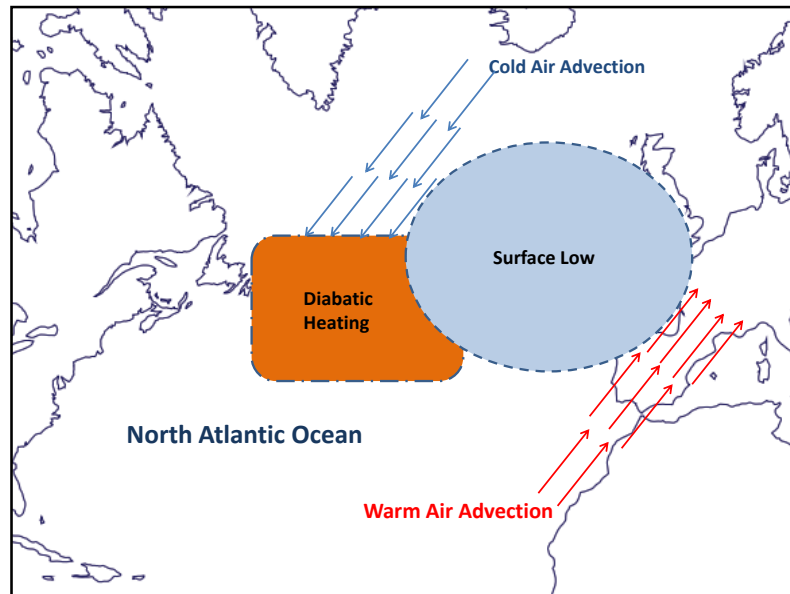 Cold Air Advection
Surface Low
Diabatic
Heating
North Atlantic Ocean
Warm Air Advection